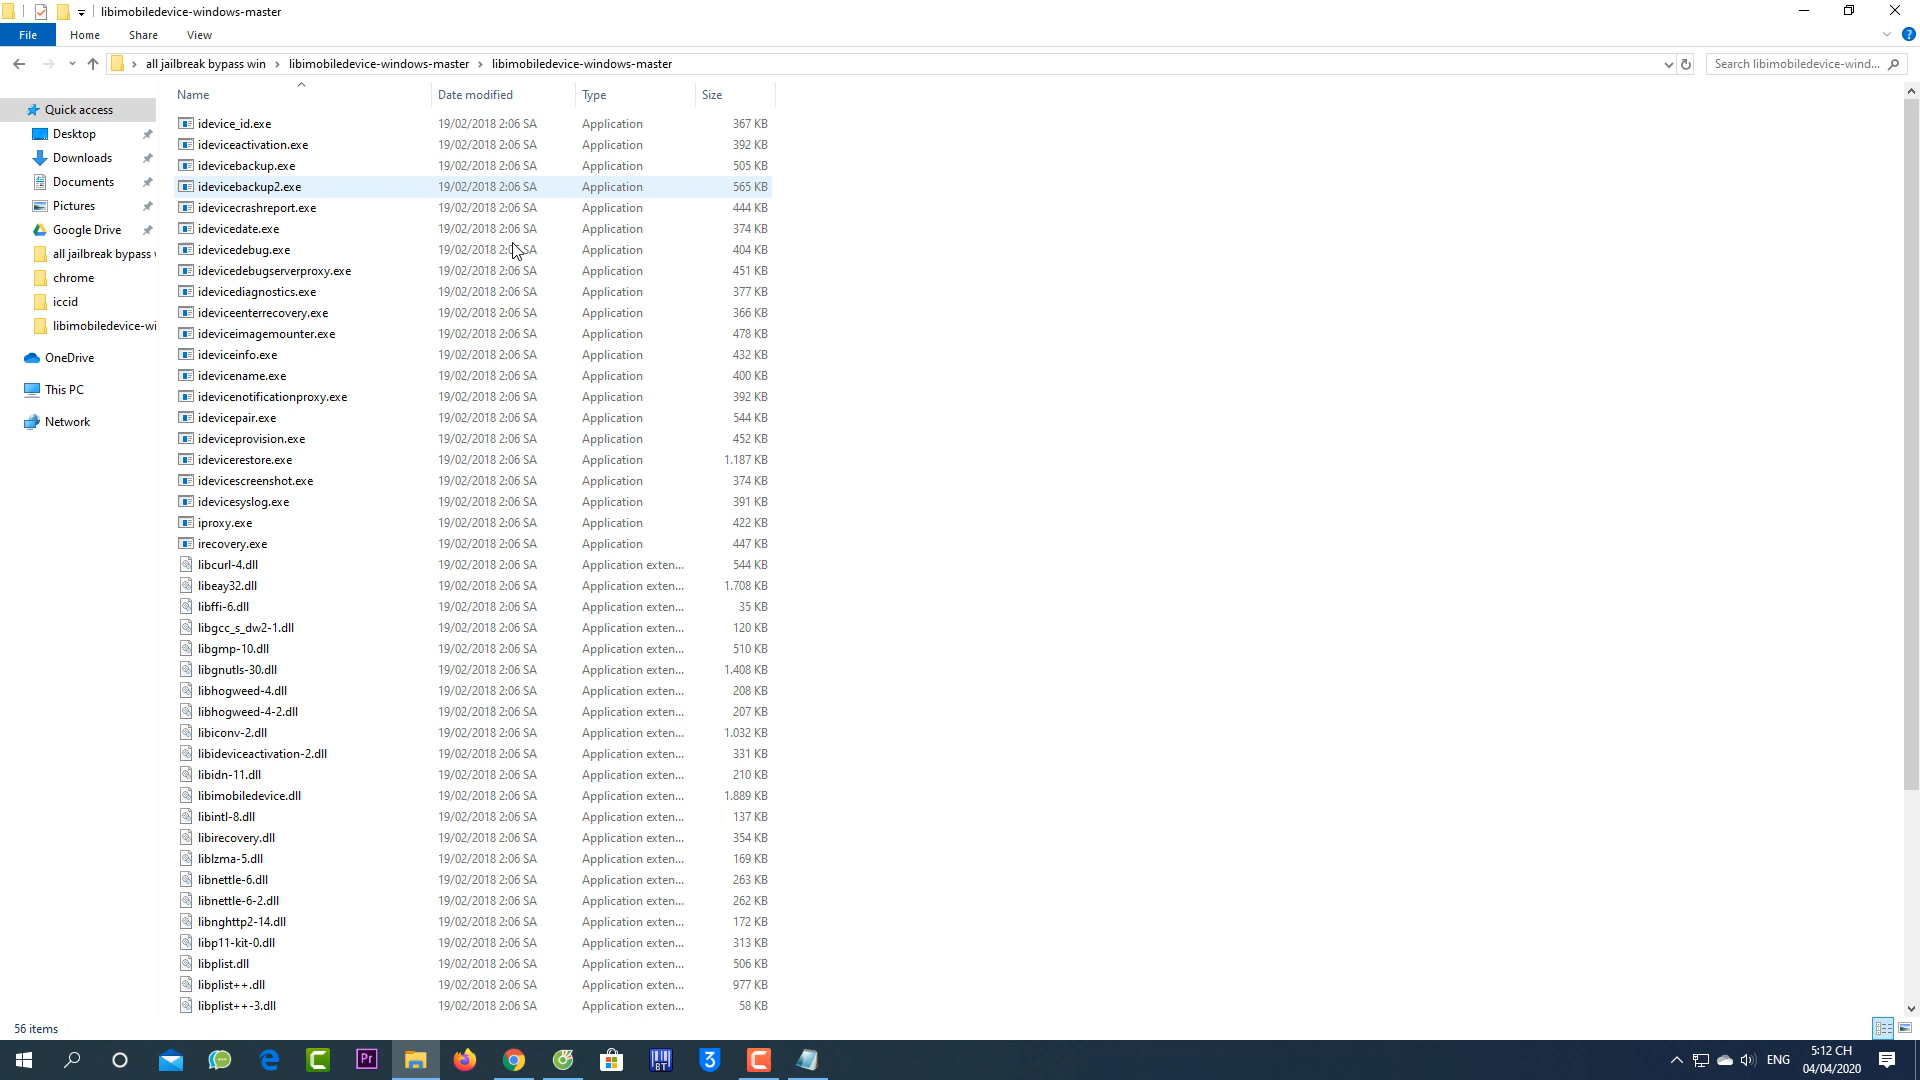 libimobiledevice-windows-master
File Home Share View
all jailbreak bypass win libimobiledevice-windows-master libimobiledevice-windows-master Search libimobiledevice-wind...
Name Date modified Type Size
Quick access
Desktop
Downloads
Documents
Pictures
Google Drive
all jailbreak bypass
chrome
iccid
libimobiledevice-wi
OneDrive
This PC
Network
idevice_id.exe 19/02/2018 2:06 SA Application 367 KB
ideviceactivation.exe 19/02/2018 2:06 SA Application 392 KB
idevicebackup.exe 19/02/2018 2:06 SA Application 505 KB
idevicebackup2.exe 19/02/2018 2:06 SA Application 565 KB
idevicecrashreport.exe 19/02/2018 2:06 SA Application 444 KB
idevicedate.exe 19/02/2018 2:06 SA Application 374 KB
idevicedebug.exe 19/02/2018 2:06 SA Application 404 KB
idevicedebugserverproxy.exe 19/02/2018 2:06 SA Application 451 KB
idevicediagnostics.exe 19/02/2018 2:06 SA Application 377 KB
ideviceenterrecovery.exe 19/02/2018 2:06 SA Application 366 KB
ideviceimagemounter.exe 19/02/2018 2:06 SA Application 478 KB
ideviceinfo.exe 19/02/2018 2:06 SA Application 432 KB
idevicename.exe 19/02/2018 2:06 SA Application 400 KB
idevicenotificationproxy.exe 19/02/2018 2:06 SA Application 392 KB
idevicepair.exe 19/02/2018 2:06 SA Application 544 KB
ideviceprovision.exe 19/02/2018 2:06 SA Application 452 KB
idevicerestore.exe 19/02/2018 2:06 SA Application 1.187 KB
idevicescreenshot.exe 19/02/2018 2:06 SA Application 374 KB
idevicesyslog.exe 19/02/2018 2:06 SA Application 391 KB
iproxy.exe 19/02/2018 2:06 SA Application 422 KB
irecovery.exe 19/02/2018 2:06 SA Application 447 KB
libcurl-4.dll 19/02/2018 2:06 SA Application exten... 544 KB
libeay32.dll 19/02/2018 2:06 SA Application exten... 1.708 KB
libffi-6.dll 19/02/2018 2:06 SA Application exten... 35 KB
libgcc_s_dw2-1.dll 19/02/2018 2:06 SA Application exten... 120 KB
libgmp-10.dll 19/02/2018 2:06 SA Application exten... 510 KB
libgnutls-30.dll 19/02/2018 2:06 SA Application exten... 1.408 KB
libhogweed-4.dll 19/02/2018 2:06 SA Application exten... 208 KB
libhogweed-4-2.dll 19/02/2018 2:06 SA Application exten... 207 KB
libiconv-2.dll 19/02/2018 2:06 SA Application exten... 1.032 KB
libideviceactivation-2.dll 19/02/2018 2:06 SA Application exten... 331 KB
libidn-11.dll 19/02/2018 2:06 SA Application exten... 210 KB
libimobiledevice.dll 19/02/2018 2:06 SA Application exten... 1.889 KB
libintl-8.dll 19/02/2018 2:06 SA Application exten... 137 KB
libirecovery.dll 19/02/2018 2:06 SA Application exten... 354 KB
liblzma-5.dll 19/02/2018 2:06 SA Application exten... 169 KB
libnettle-6.dll 19/02/2018 2:06 SA Application exten... 263 KB
libnettle-6-2.dll 19/02/2018 2:06 SA Application exten... 262 KB
libnghttp2-14.dll 19/02/2018 2:06 SA Application exten... 172 KB
libp11-kit-0.dll 19/02/2018 2:06 SA Application exten... 313 KB
libplist.dll 19/02/2018 2:06 SA Application exten... 506 KB
libplist++.dll 19/02/2018 2:06 SA Application exten... 977 KB
libplist++-3.dll 19/02/2018 2:06 SA Application exten... 58 KB
56 items
Pr BT 3 ENG 5:12 CH
04/04/2020